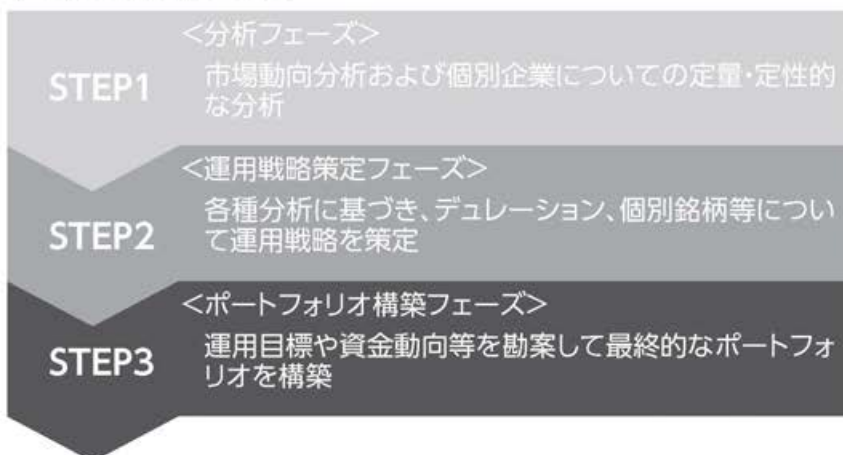 <分析フェーズ>
STEP1
市場動向分析および個別企業についての定量・定性的
な分析
<運用戦略策定フェーズ>
STEP2
各種分析に基づき、デュレーション、個別銘柄等につい
て運用戦略を策定
<ポートフォリオ構築フェーズ>
STEP3
運用目標や資金動向等を勘案して最終的なポートフォ
リオを構築